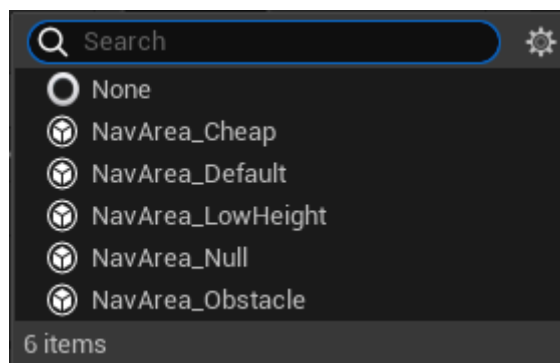 Search
None
NavArea_Cheap
NavArea_Default
NavArea_LowHeight
NavArea_Null
NavArea_Obstacle
6 items